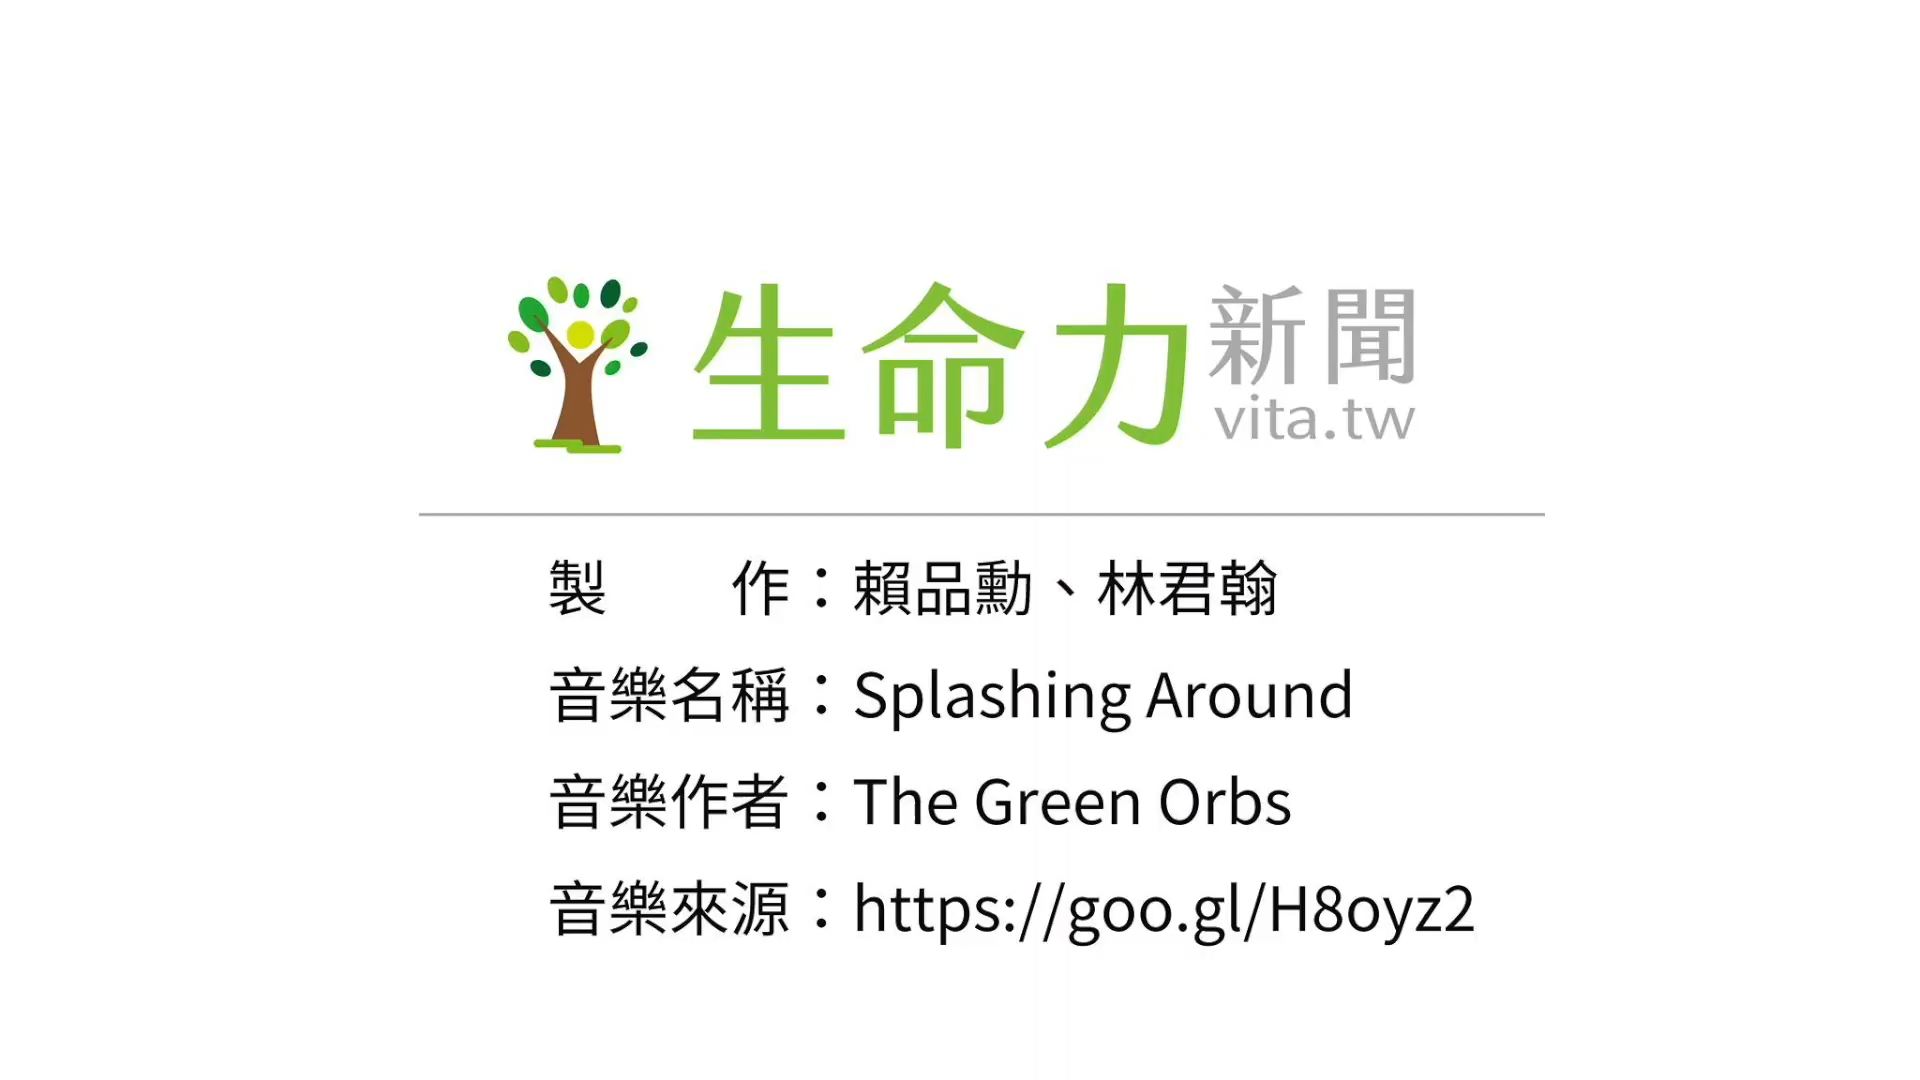 生命力新聞
vita.tw
製　　作：賴品勳、林君翰
音樂名稱：Splashing Around
音樂作者：The Green Orbs
音樂來源：https://goo.gl/H8oyz2